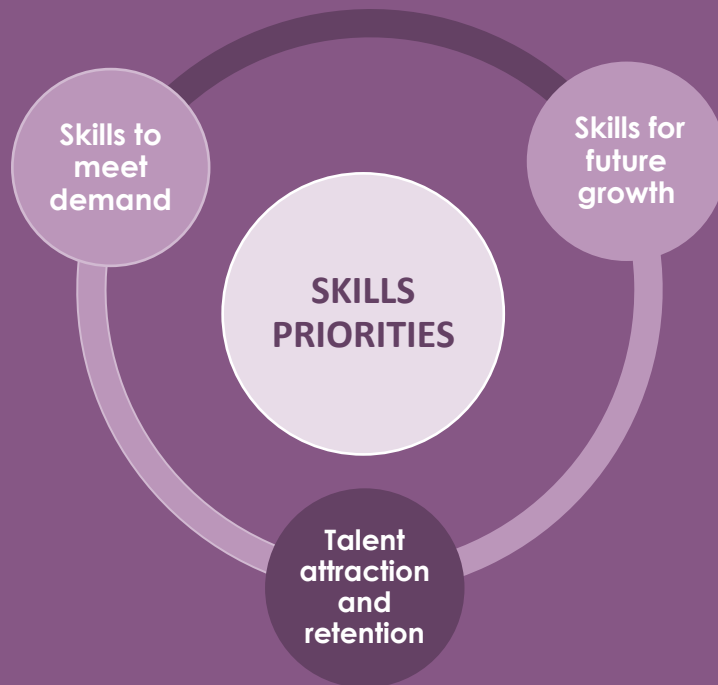 Skills to
meet
demand
Skills for
future
growth
SKILLS
PRIORITIES
Talent
attraction
and
retention